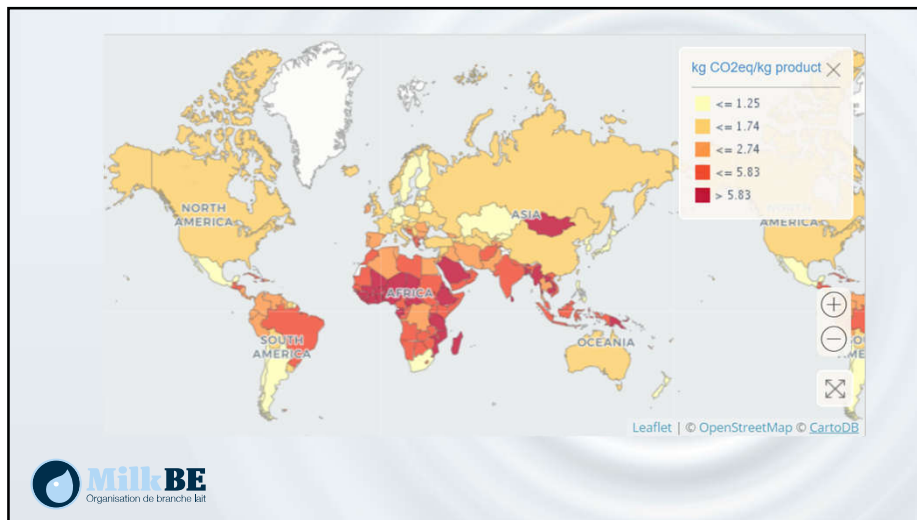 kg CO2eq/kg product
<= 1.25
<= 1.74
<= 2.74
<= 5.83
> 5.83
NORTH
AMERICA
ASIA
NORTH
AMERICA
AFRICA
SOUTH
AMERICA
OCEANIA
Leaflet | © OpenStreetMap © CartoDB
MilkBE
Organisation de branche lait